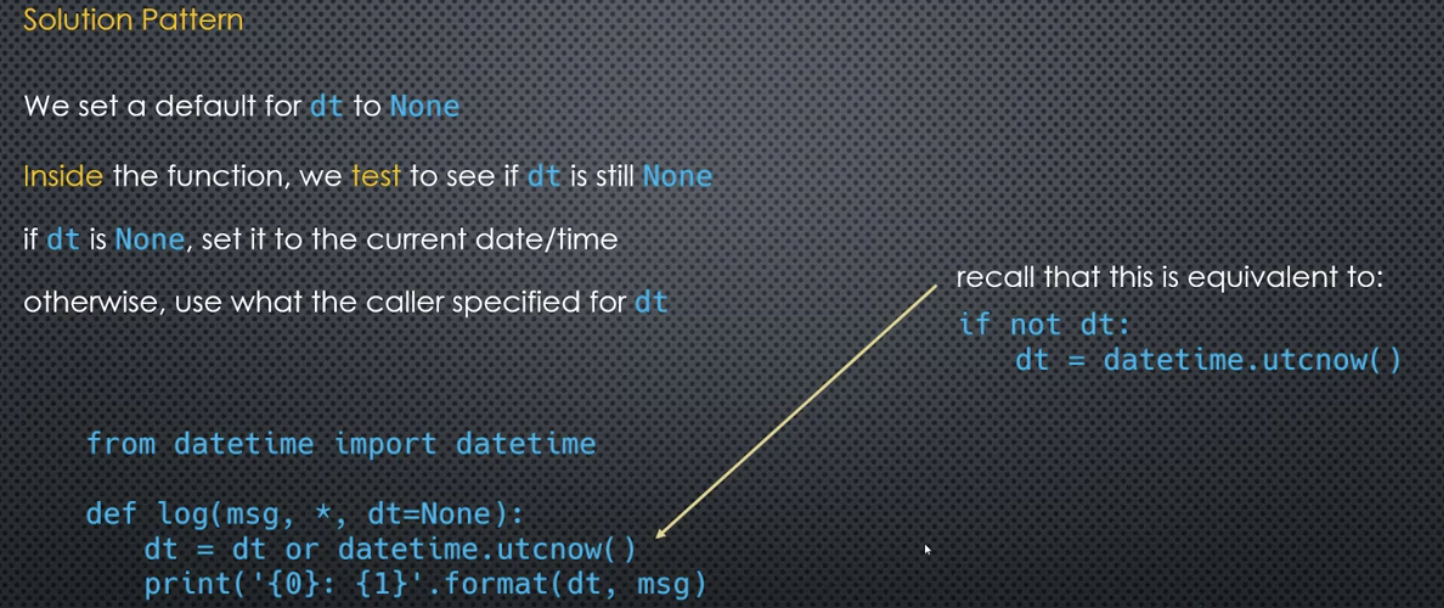 Solution Pattern
We set a default for dt to None
Inside the function, we test to see if dt is still None
if dt is None, set it to the current date/time
otherwise, use what the caller specified for dt
recall that this is equivalent to:
if not dt:
    dt = datetime.utcnow()
from datetime import datetime
def log(msg, *, dt=None):
    dt = dt or datetime.utcnow()
    print('{0}: {1}'.format(dt, msg)